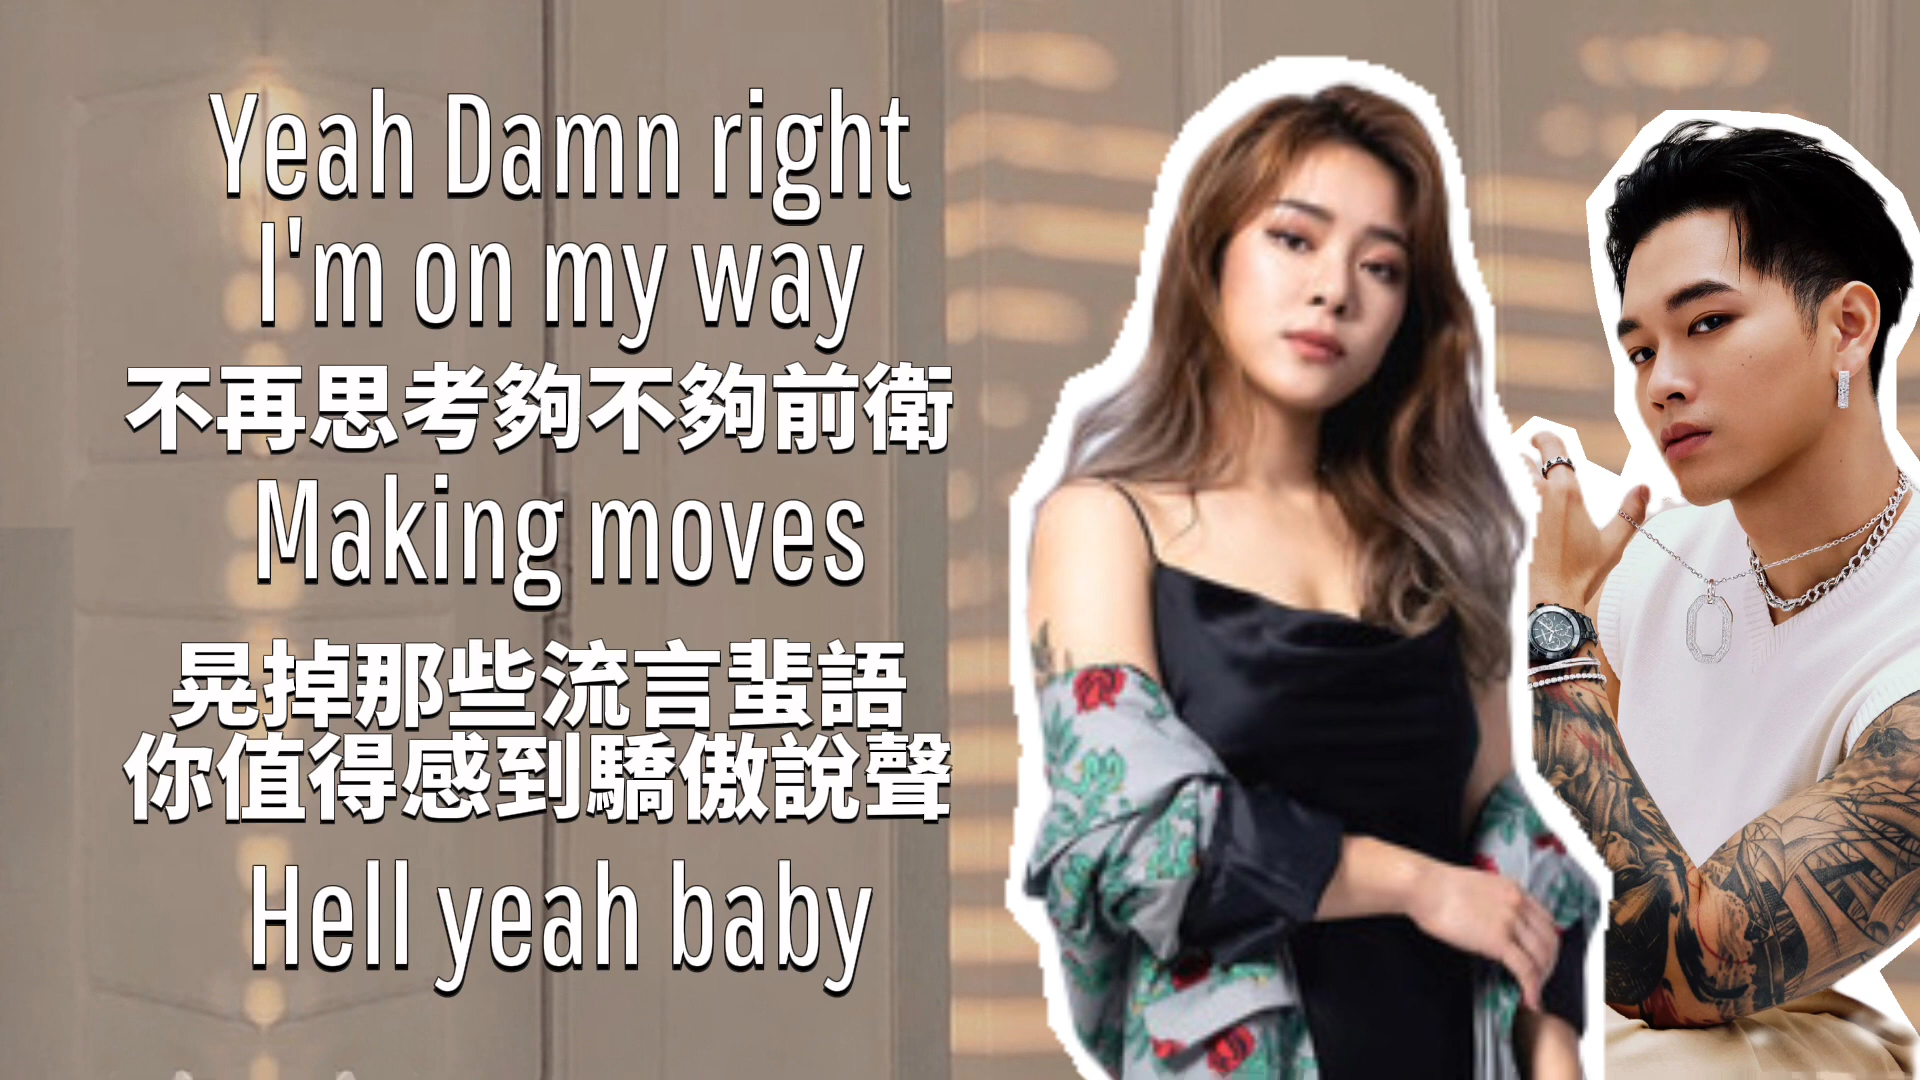 Yeah Damn right
I'm on my way
不再思考夠不夠前衛
Making moves
晃掉那些流言蜚語
你值得感到驕傲說聲
Hell yeah baby